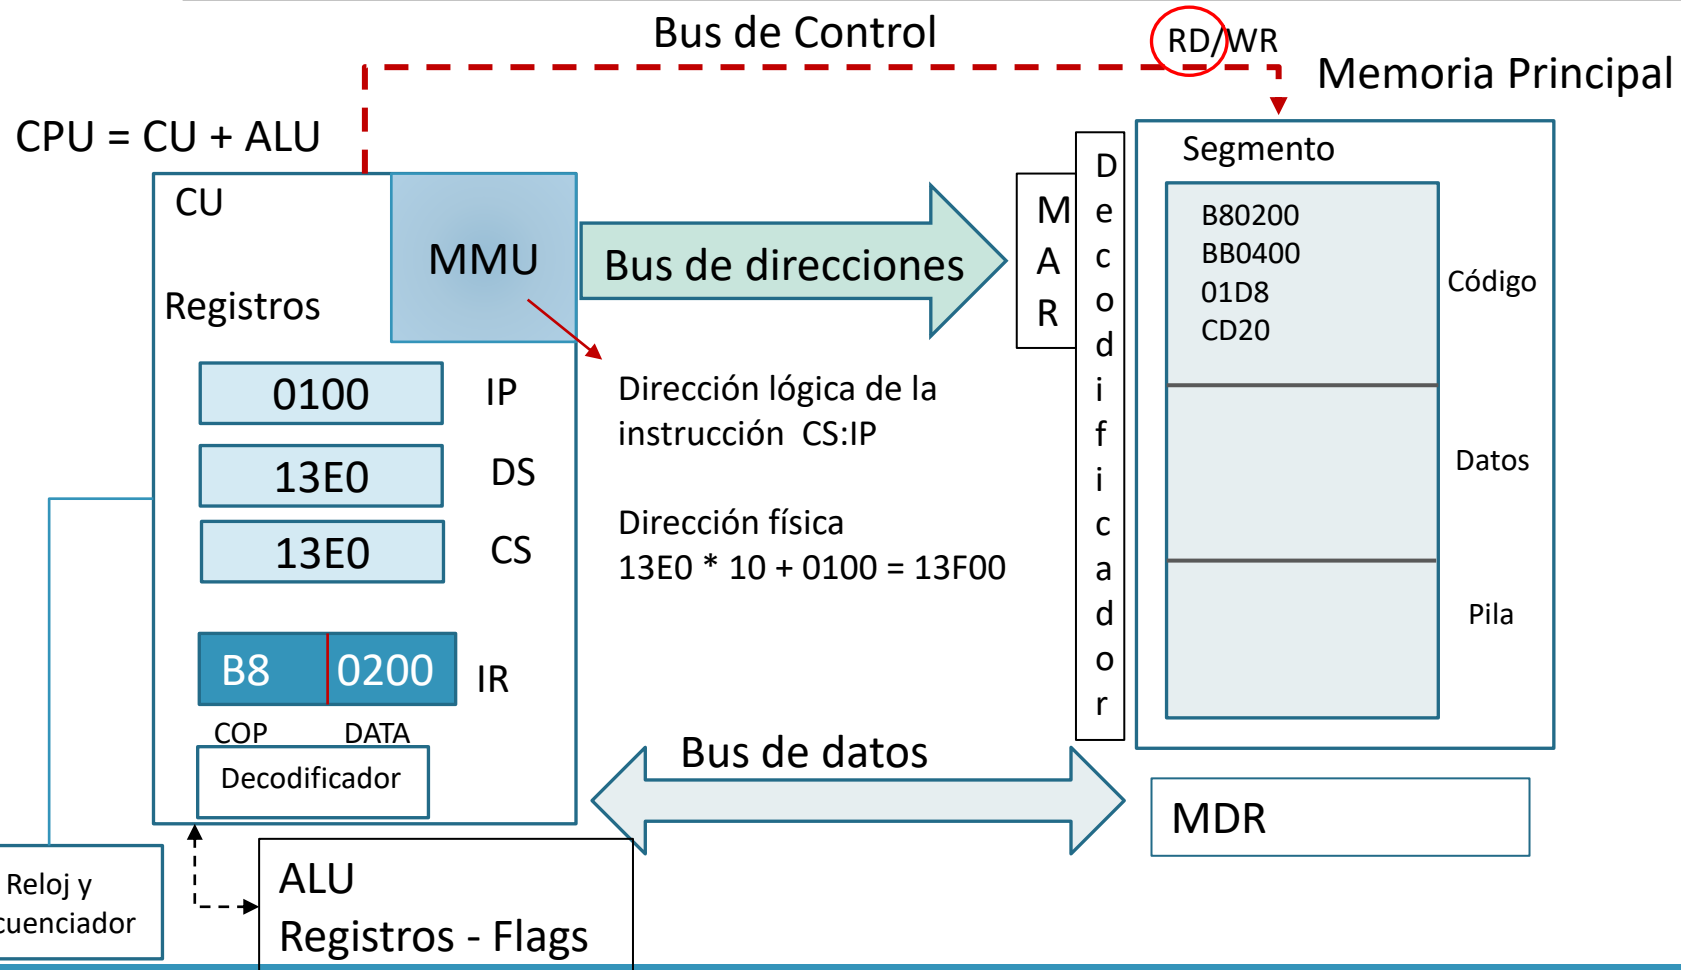 Bus de Control
RD/WR
Memoria Principal
CPU = CU + ALU
CU
MMU
Registros
0100 IP
13E0 DS
13E0 CS
B8 0200 IR
COP DATA
Decodificador
Bus de direcciones
Dirección lógica de la
instrucción CS:IP
Dirección física
13E0 * 10 + 0100 = 13F00
M
A
R
D
e
c
o
d
i
f
i
c
a
d
o
r
Segmento
B80200
BB0400
01D8
CD20
Código
Datos
Pila
Bus de datos
MDR
Reloj y
cuenciador
ALU
Registros - Flags